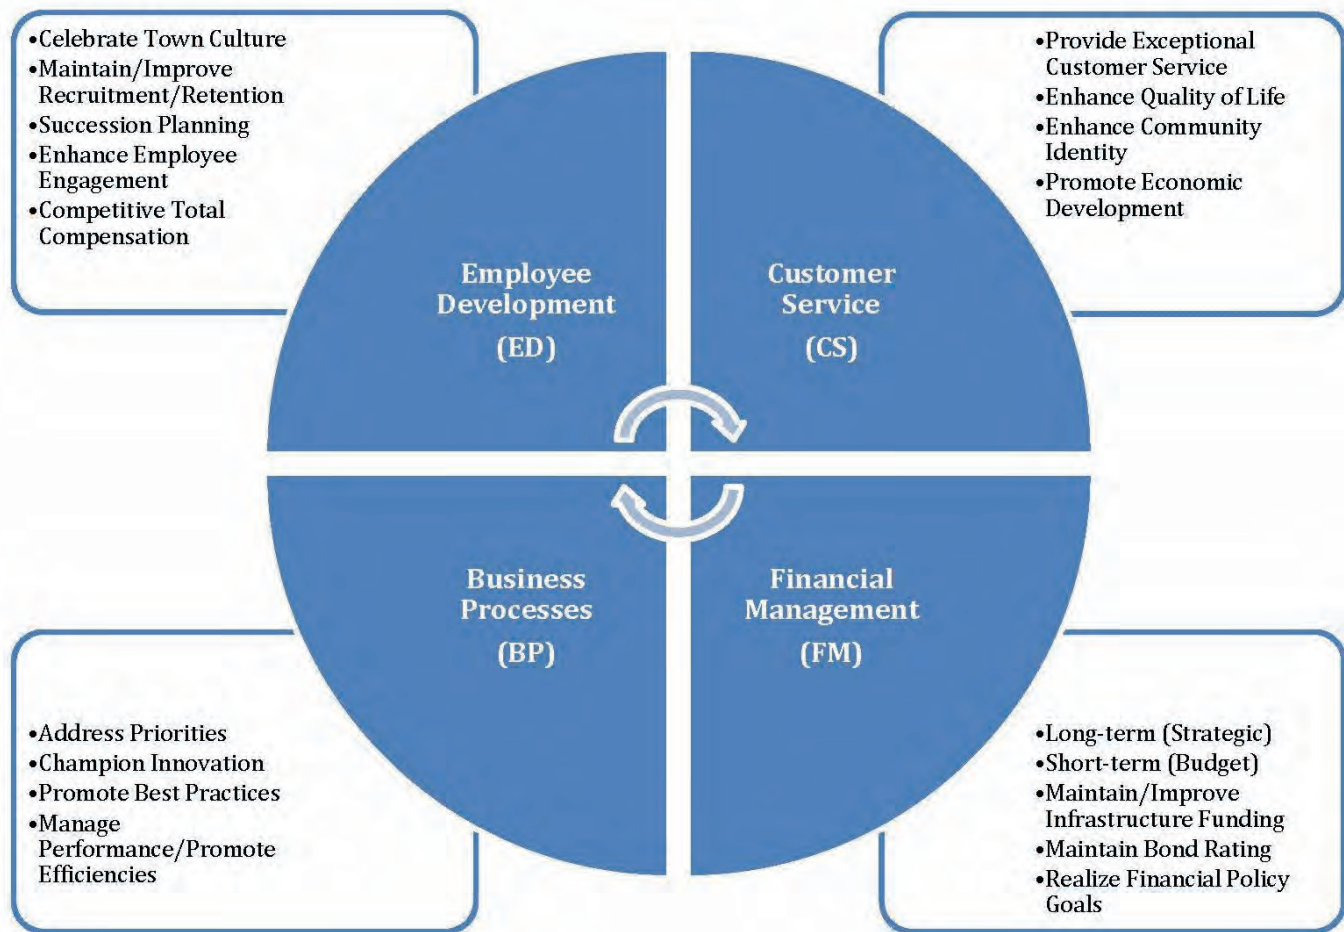 •Celebrate Town Culture
•Maintain/Improve
Recruitment/Retention
•Succession Planning
•Enhance Employee
Engagement
•Competitive Total
Compensation
•Provide Exceptional
Customer Service
•Enhance Quality of Life
•Enhance Community
Identity
•Promote Economic
Development
Employee
Development
(ED)
Customer
Service
(CS)
Business
Processes
(BP)
Financial
Management
(FM)
•Address Priorities
•Champion Innovation
•Promote Best Practices
•Manage
Performance/Promote
Efficiencies
•Long-term (Strategic)
•Short-term (Budget)
•Maintain/Improve
Infrastructure Funding
•Maintain Bond Rating
•Realize Financial Policy
Goals